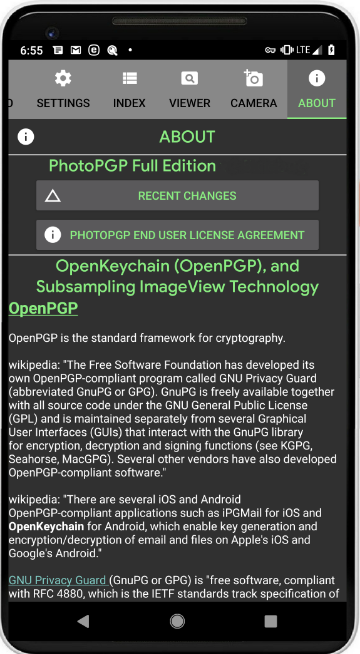 6:55
LTE
O
SETTINGS
INDEX
VIEWER
CAMERA
ABOUT
ABOUT
PhotoPGP Full Edition
RECENT CHANGES
PHOTOPGP END USER LICENSE AGREEMENT
OpenKeychain (OpenPGP), and
Subsampling ImageView Technology
OpenPGP
OpenPGP is the standard framework for cryptography.
wikipedia: "The Free Software Foundation has developed its
own OpenPGP-compliant program called GNU Privacy Guard
(abbreviated GnuPG or GPG). GnuPG is freely available together
with all source code under the GNU General Public License
(GPL) and is maintained separately from several Graphical
User Interfaces (GUIs) that interact with the GnuPG library
for encryption, decryption and signing functions (see KGPG,
Seahorse, MacGPG). Several other vendors have also developed
OpenPGP-compliant software."
wikipedia: "There are several iOS and Android
OpenPGP-compliant applications such as iPGMail for iOS and
OpenKeychain for Android, which enable key generation and
encryption/decryption of email and files on Apple's iOS and
Google's Android."
GNU Privacy Guard (GnuPG or GPG) is "free software, compliant
with RFC 4880, which is the IETF standards track specification of